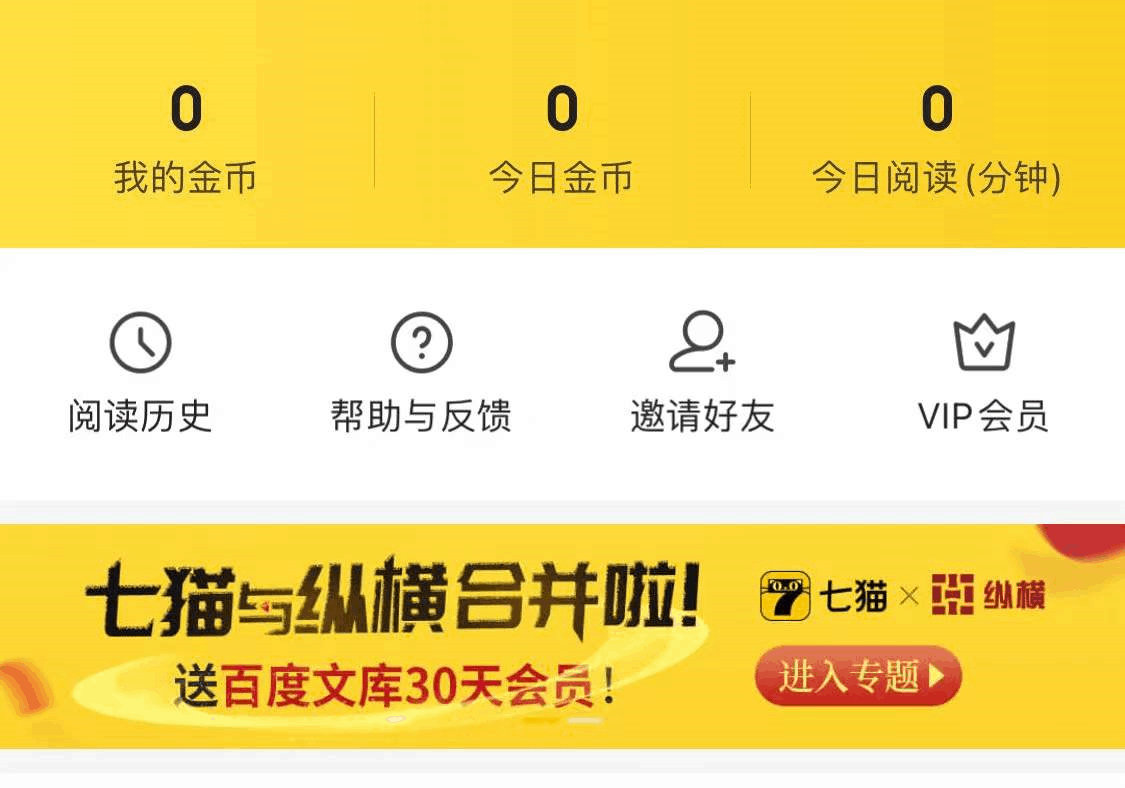 0 0 0
我的金币 今日金币 今日阅读(分钟)
阅读历史 帮助与反馈 邀请好友 VIP会员
七猫与纵横合并啦!
送百度文库30天会员!
七猫×纵横
进入专题